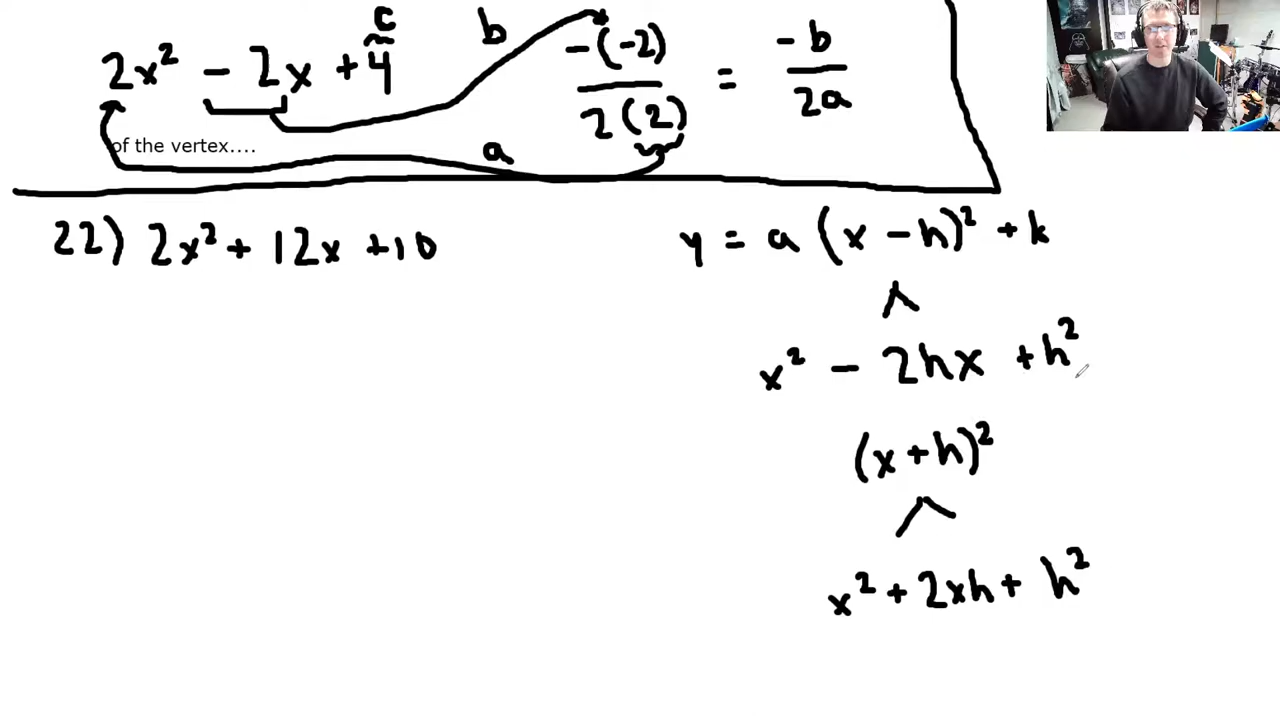 c
2x² - 2x + 4
b
-(-2)
2(2)
= -b
2a
a
of the vertex....
22) 2x² + 12x + 10
y = a(x - h)² + k
x² - 2hx + h²
(x + h)²
x² + 2xh + h²